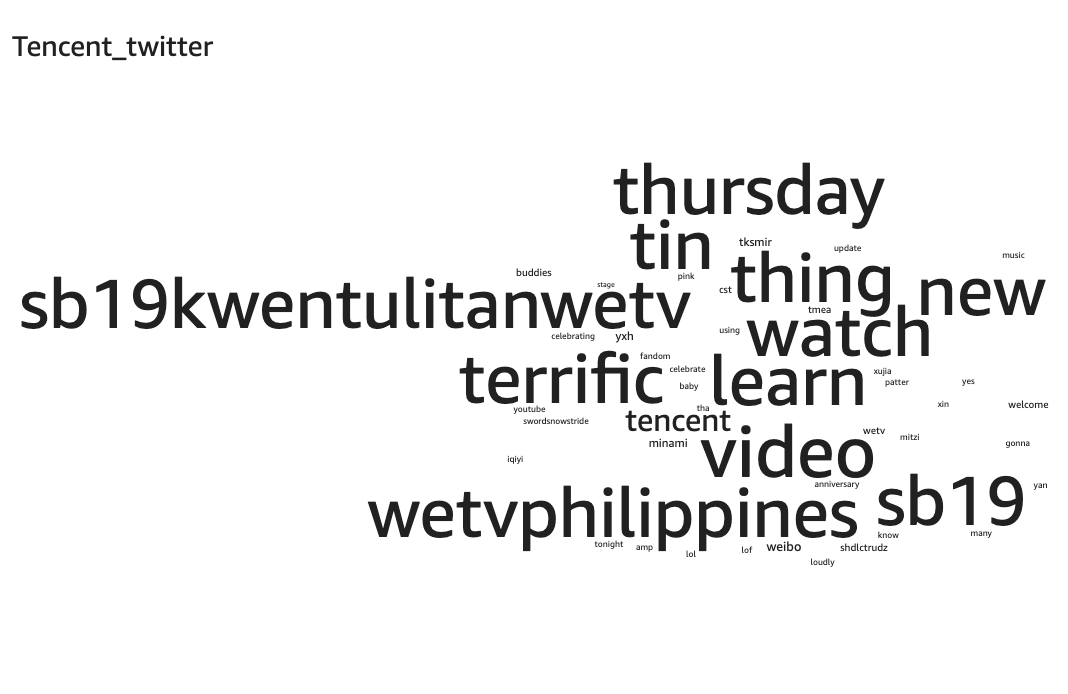 Tencent_twitter
thursday
tin
tksmir
update
music
buddies
pink
thing
new
stage
cst
sb19kwentulitanwetv
tmea
celebrating
yxh
using
watch
fandom
terrific
celebrate
learn
xujia
baby
patter
yes
youtube
tha
xin
welcome
swordsnowstride
tencent
wetv
minami
mitzi
gonna
iqiyi
video
anniversary
sb19
yan
wetvphilippines
know
many
tonight
amp
weibo
shdlctrudz
lol
lof
loudly